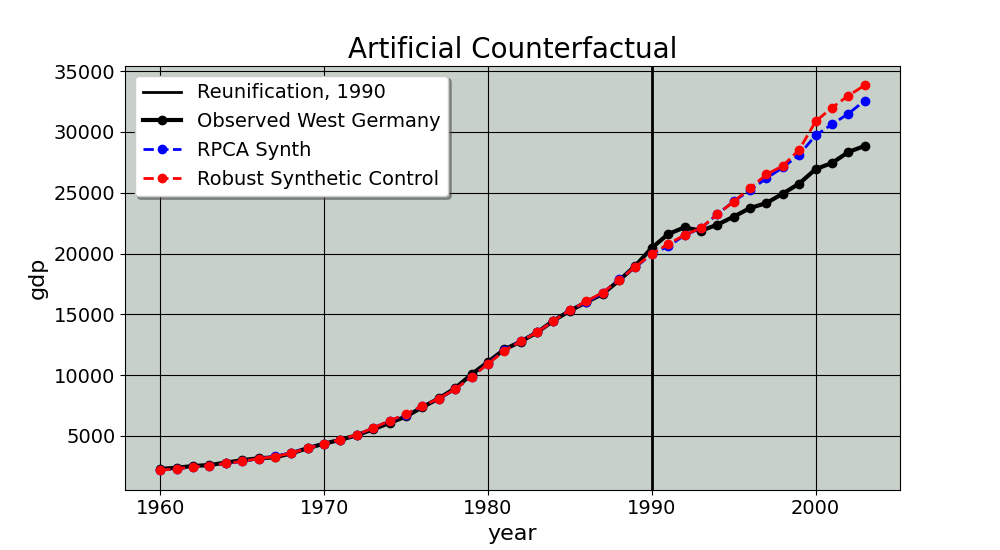 Artificial Counterfactual
35000
30000
25000
20000
15000
10000
5000
gdp
Reunification, 1990
Observed West Germany
RPCA Synth
Robust Synthetic Control
1960 1970 1980 1990 2000
year